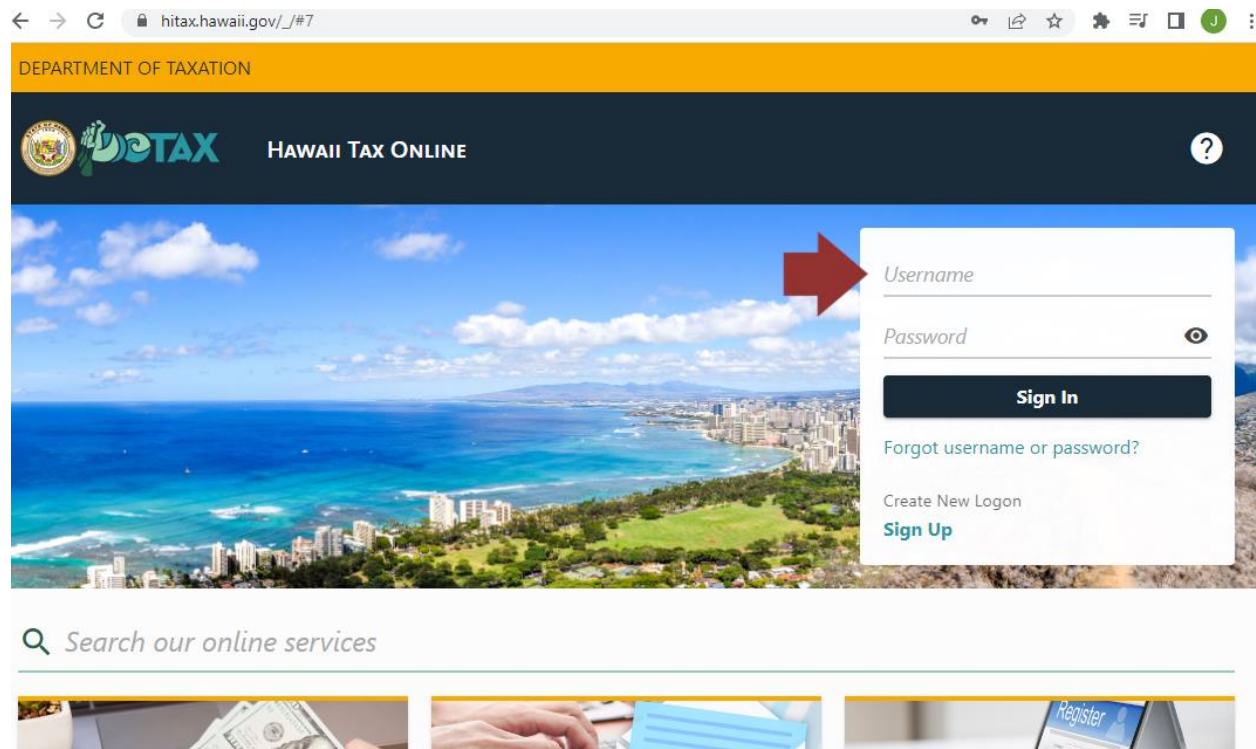 hitax.hawaii.gov/_/#7
J
DEPARTMENT OF TAXATION
DOTAX
HAWAII TAX ONLINE
?
Username
Password
Sign In
Forgot username or password?
Create New Logon
Sign Up
Search our online services
Register